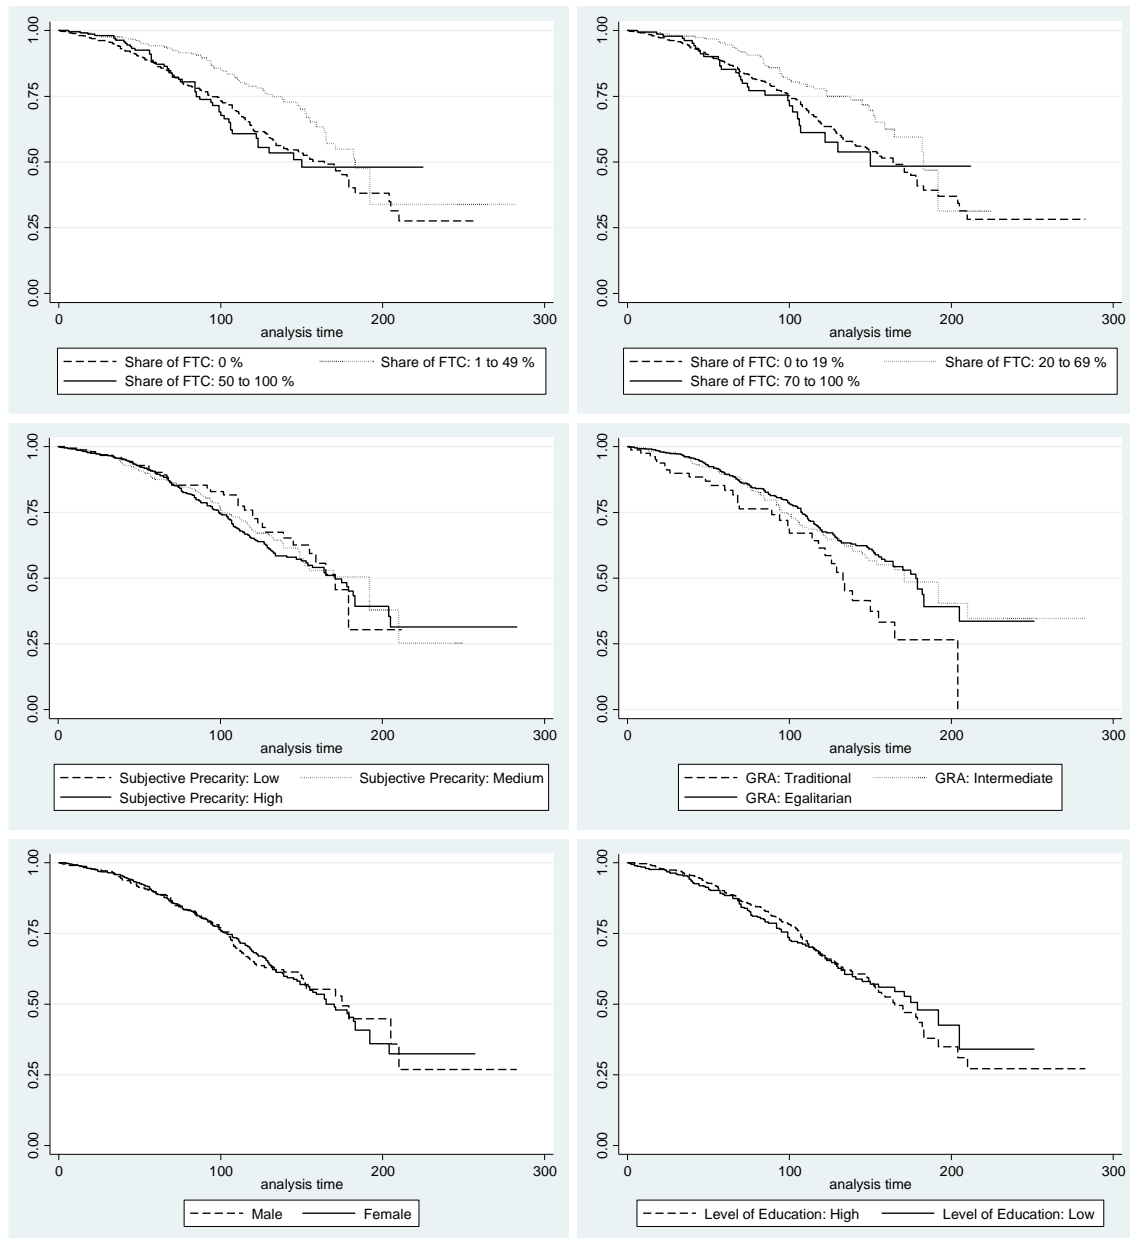 1.00
0.75
0.50
0.25
0.00
0 100 200 300
analysis time
Share of FTC: 0 % Share of FTC: 1 to 49 %
Share of FTC: 50 to 100 %
1.00
0.75
0.50
0.25
0.00
0 100 200 300
analysis time
Share of FTC: 0 to 19 % Share of FTC: 20 to 69 %
Share of FTC: 70 to 100 %
1.00
0.75
0.50
0.25
0.00
0 100 200 300
analysis time
Subjective Precarity: Low Subjective Precarity: Medium
Subjective Precarity: High
1.00
0.75
0.50
0.25
0.00
0 100 200 300
analysis time
GRA: Traditional GRA: Intermediate
GRA: Egalitarian
1.00
0.75
0.50
0.25
0.00
0 100 200 300
analysis time
Male Female
1.00
0.75
0.50
0.25
0.00
0 100 200 300
analysis time
Level of Education: High Level of Education: Low